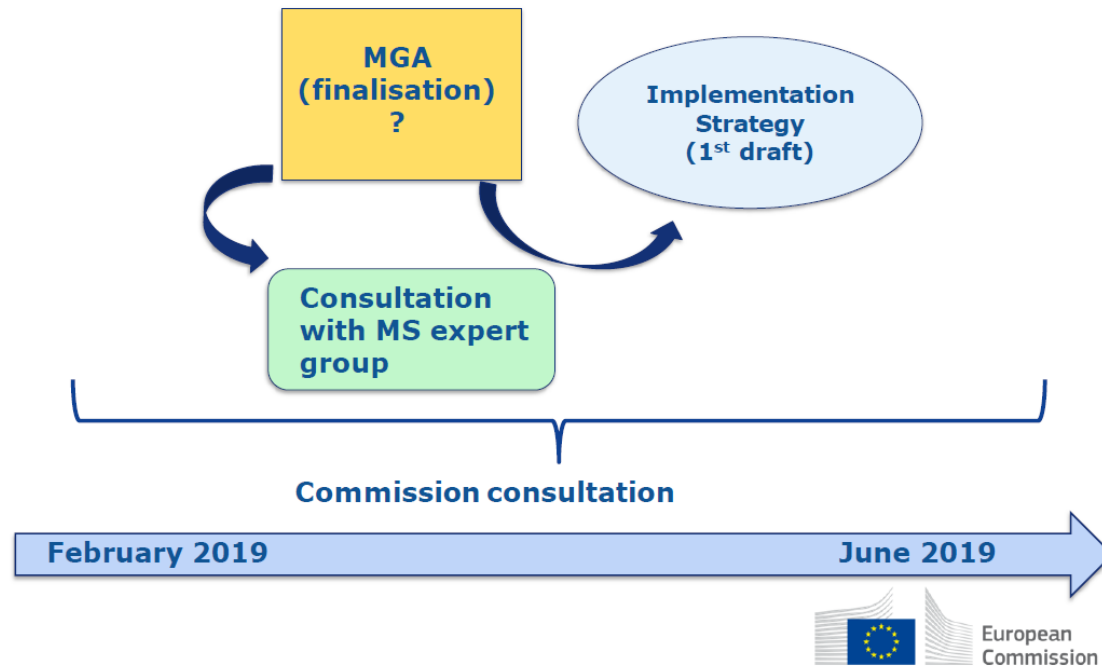 MGA
(finalisation)
?
Implementation
Strategy
(1st draft)
Consultation
with MS expert
group
Commission consultation
February 2019
June 2019
European
Commission